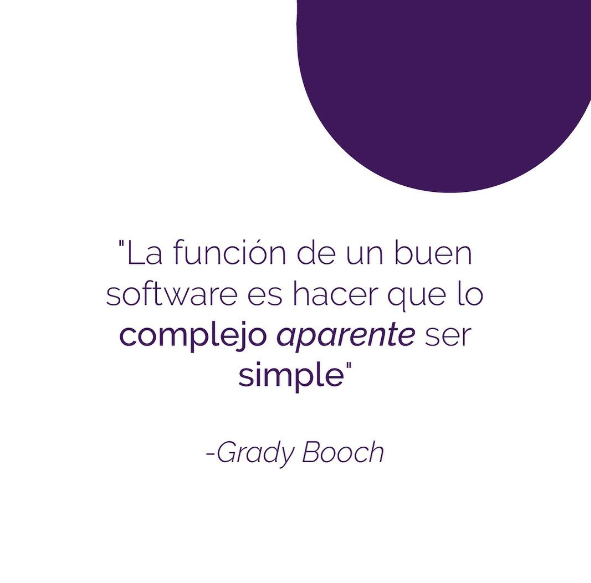 "La función de un buen
software es hacer que lo
complejo aparente ser
simple"
-Grady Booch